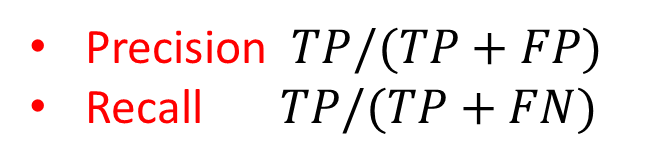 • Precision TP/(TP + FP)
• Recall TP/(TP + FN)